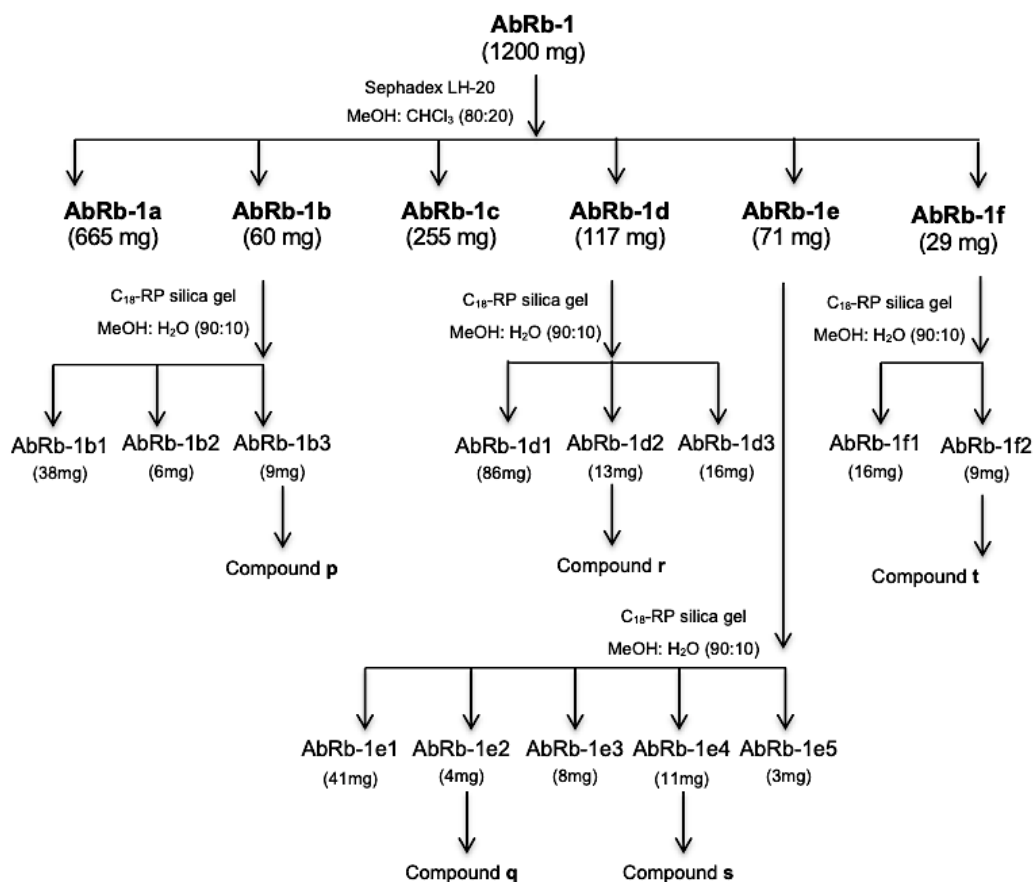 AbRb-1
(1200 mg)
Sephadex LH-20
MeOH: CHCl₃ (80:20)
AbRb-1a
(665 mg)
AbRb-1b
(60 mg)
AbRb-1c
(255 mg)
AbRb-1d
(117 mg)
AbRb-1e
(71 mg)
AbRb-1f
(29 mg)
C₁₈-RP silica gel
MeOH: H₂O (90:10)
C₁₈-RP silica gel
MeOH: H₂O (90:10)
C₁₈-RP silica gel
MeOH: H₂O (90:10)
AbRb-1b1
(38mg)
AbRb-1b2
(6mg)
AbRb-1b3
(9mg)
AbRb-1d1
(86mg)
AbRb-1d2
(13mg)
AbRb-1d3
(16mg)
AbRb-1f1
(16mg)
AbRb-1f2
(9mg)
Compound p
Compound r
Compound t
C₁₈-RP silica gel
MeOH: H₂O (90:10)
AbRb-1e1
(41mg)
AbRb-1e2
(4mg)
AbRb-1e3
(8mg)
AbRb-1e4
(11mg)
AbRb-1e5
(3mg)
Compound q
Compound s